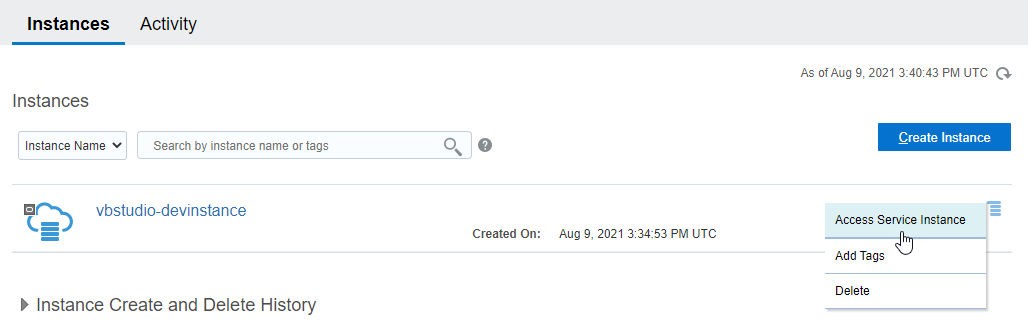 Instances Activity
As of Aug 9, 2021 3:40:43 PM UTC
Instances
Instance Name Search by instance name or tags ? Create Instance
vbstudio-devinstance
Created On: Aug 9, 2021 3:34:53 PM UTC
Access Service Instance
Add Tags
Delete
Instance Create and Delete History